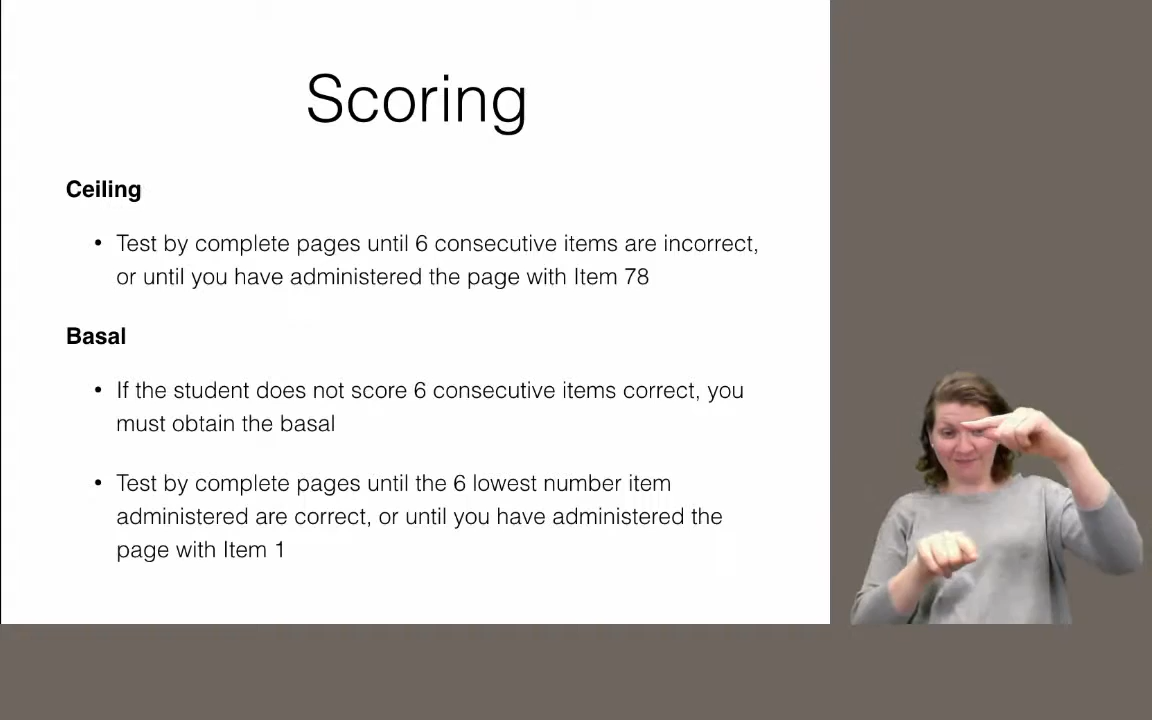 Scoring
Ceiling
• Test by complete pages until 6 consecutive items are incorrect,
or until you have administered the page with Item 78
Basal
• If the student does not score 6 consecutive items correct, you
must obtain the basal
• Test by complete pages until the 6 lowest number item
administered are correct, or until you have administered the
page with Item 1